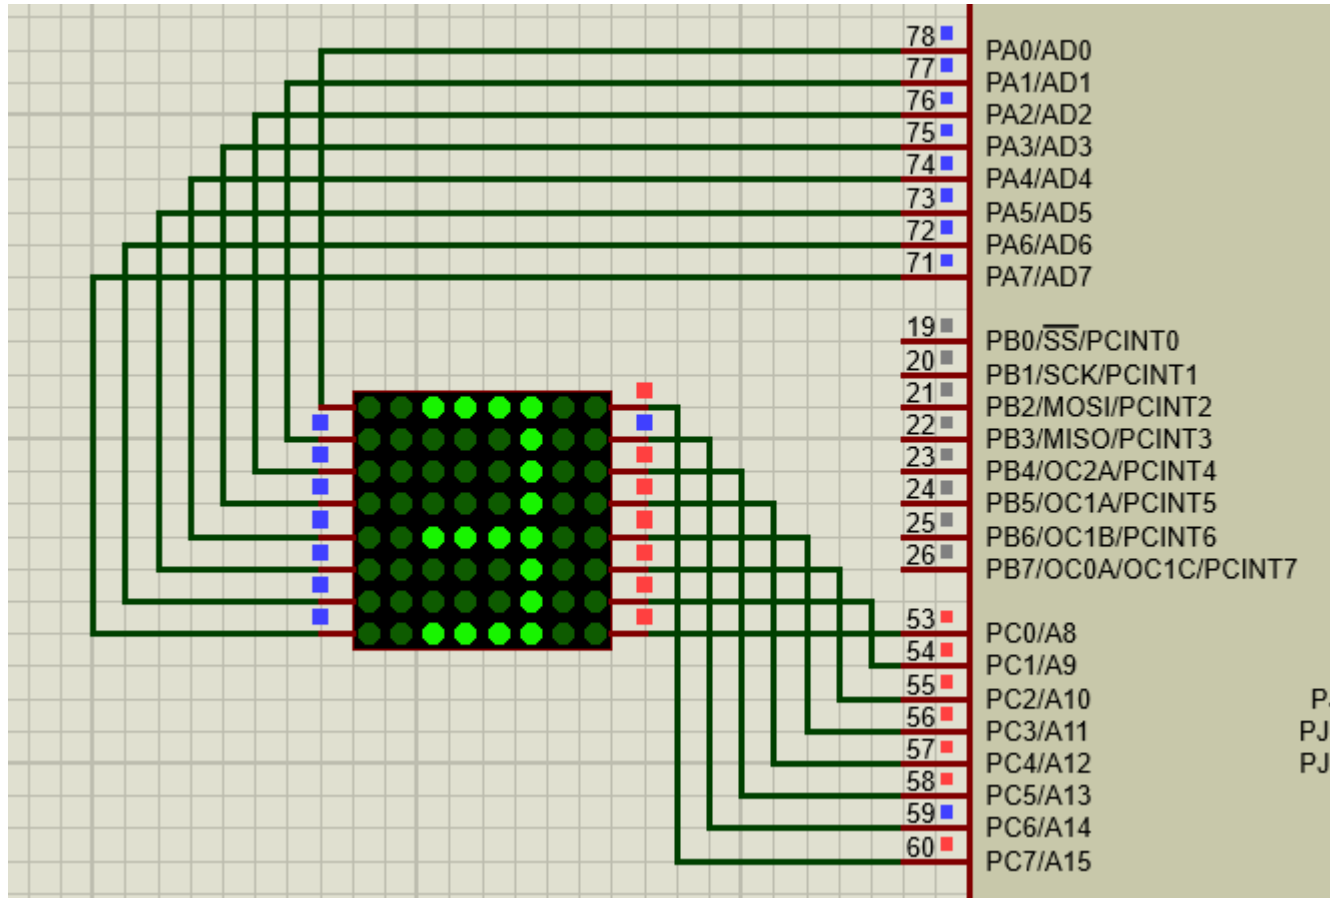 78 PA0/AD0
77 PA1/AD1
76 PA2/AD2
75 PA3/AD3
74 PA4/AD4
73 PA5/AD5
72 PA6/AD6
71 PA7/AD7
19 PB0/SS/PCINT0
20 PB1/SCK/PCINT1
21 PB2/MOSI/PCINT2
22 PB3/MISO/PCINT3
23 PB4/OC2A/PCINT4
24 PB5/OC1A/PCINT5
25 PB6/OC1B/PCINT6
26 PB7/OC0A/OC1C/PCINT7
53 PC0/A8
54 PC1/A9
55 PC2/A10
56 PC3/A11 PJ
57 PC4/A12 PJ
58 PC5/A13
59 PC6/A14
60 PC7/A15